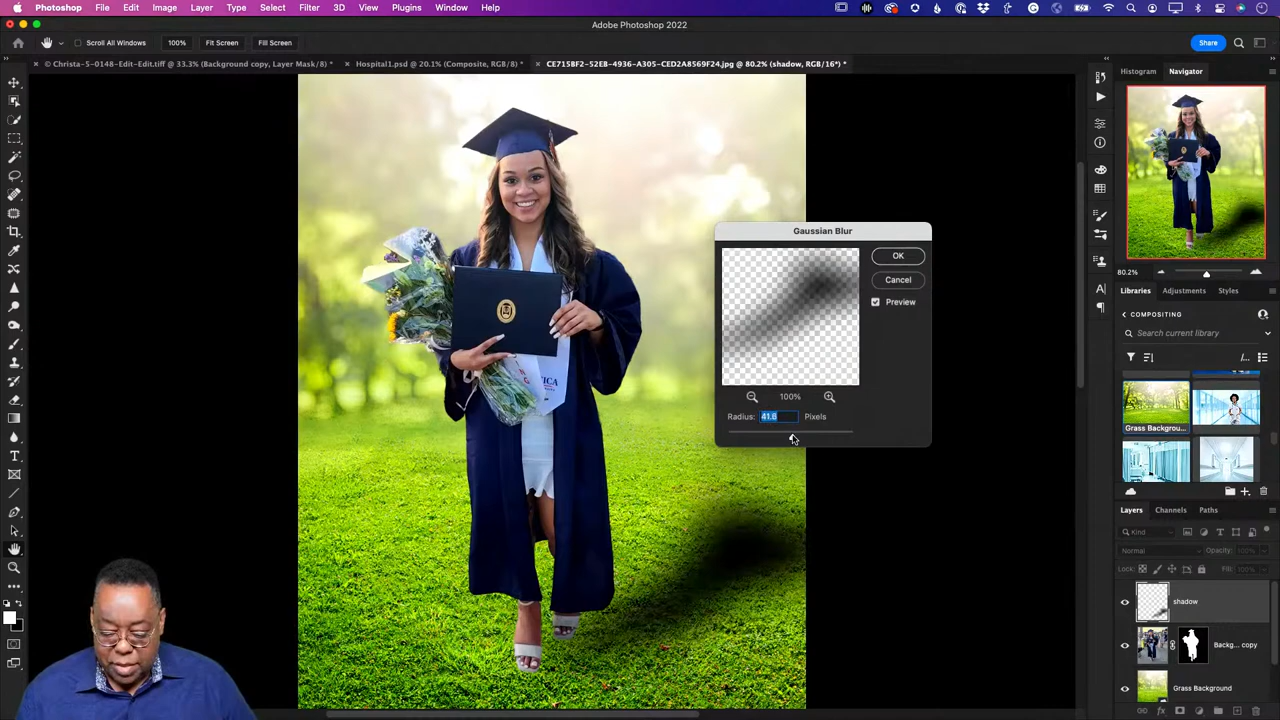 Photoshop File Edit Image Layer Type Select Filter 3D View Plugins Window Help
Adobe Photoshop 2022
Scroll All Windows 100% Fit Screen Fill Screen Share
© Christa-5-0148-Edit-Edit.tiff @ 33.3% (Background copy, Layer Mask/8) * Hospital1.psd @ 20.1% (Composite, RGB/8) * CE715BF2-52EB-4936-A305-CED2A8569F24.jpg @ 80.2% (shadow, RGB/16*) *
Histogram Navigator
Gaussian Blur
OK
Cancel
Preview
100%
Radius: 41.6 Pixels
80.2%
Libraries Adjustments Styles
COMPOSITING
Search current library
Grass Backgrou...
Layers Channels Paths
Kind
Normal Opacity: 100%
Lock: Fill: 100%
shadow
Backg... copy
Grass Background